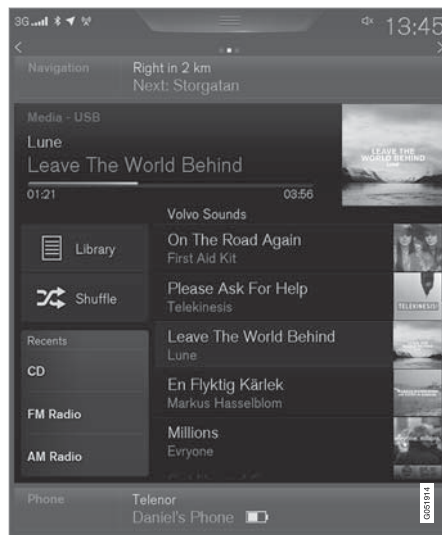 3G
13:45
Navigation
Right in 2 km
Next: Storgatan
Media - USB
Lune
Leave The World Behind
01:21
03:56
LEAVE THE
WORLD BEHIND
Volvo Sounds
Library
Shuffle
On The Road Again
First Aid Kit
Please Ask For Help
Telekinesis
TELEKINESIS!
Leave The World Behind
Lune
En Flyktig Kärlek
Markus Hasselblom
Millions
Evryone
Recents
CD
FM Radio
AM Radio
Phone
Telenor
Daniel's Phone
G051914